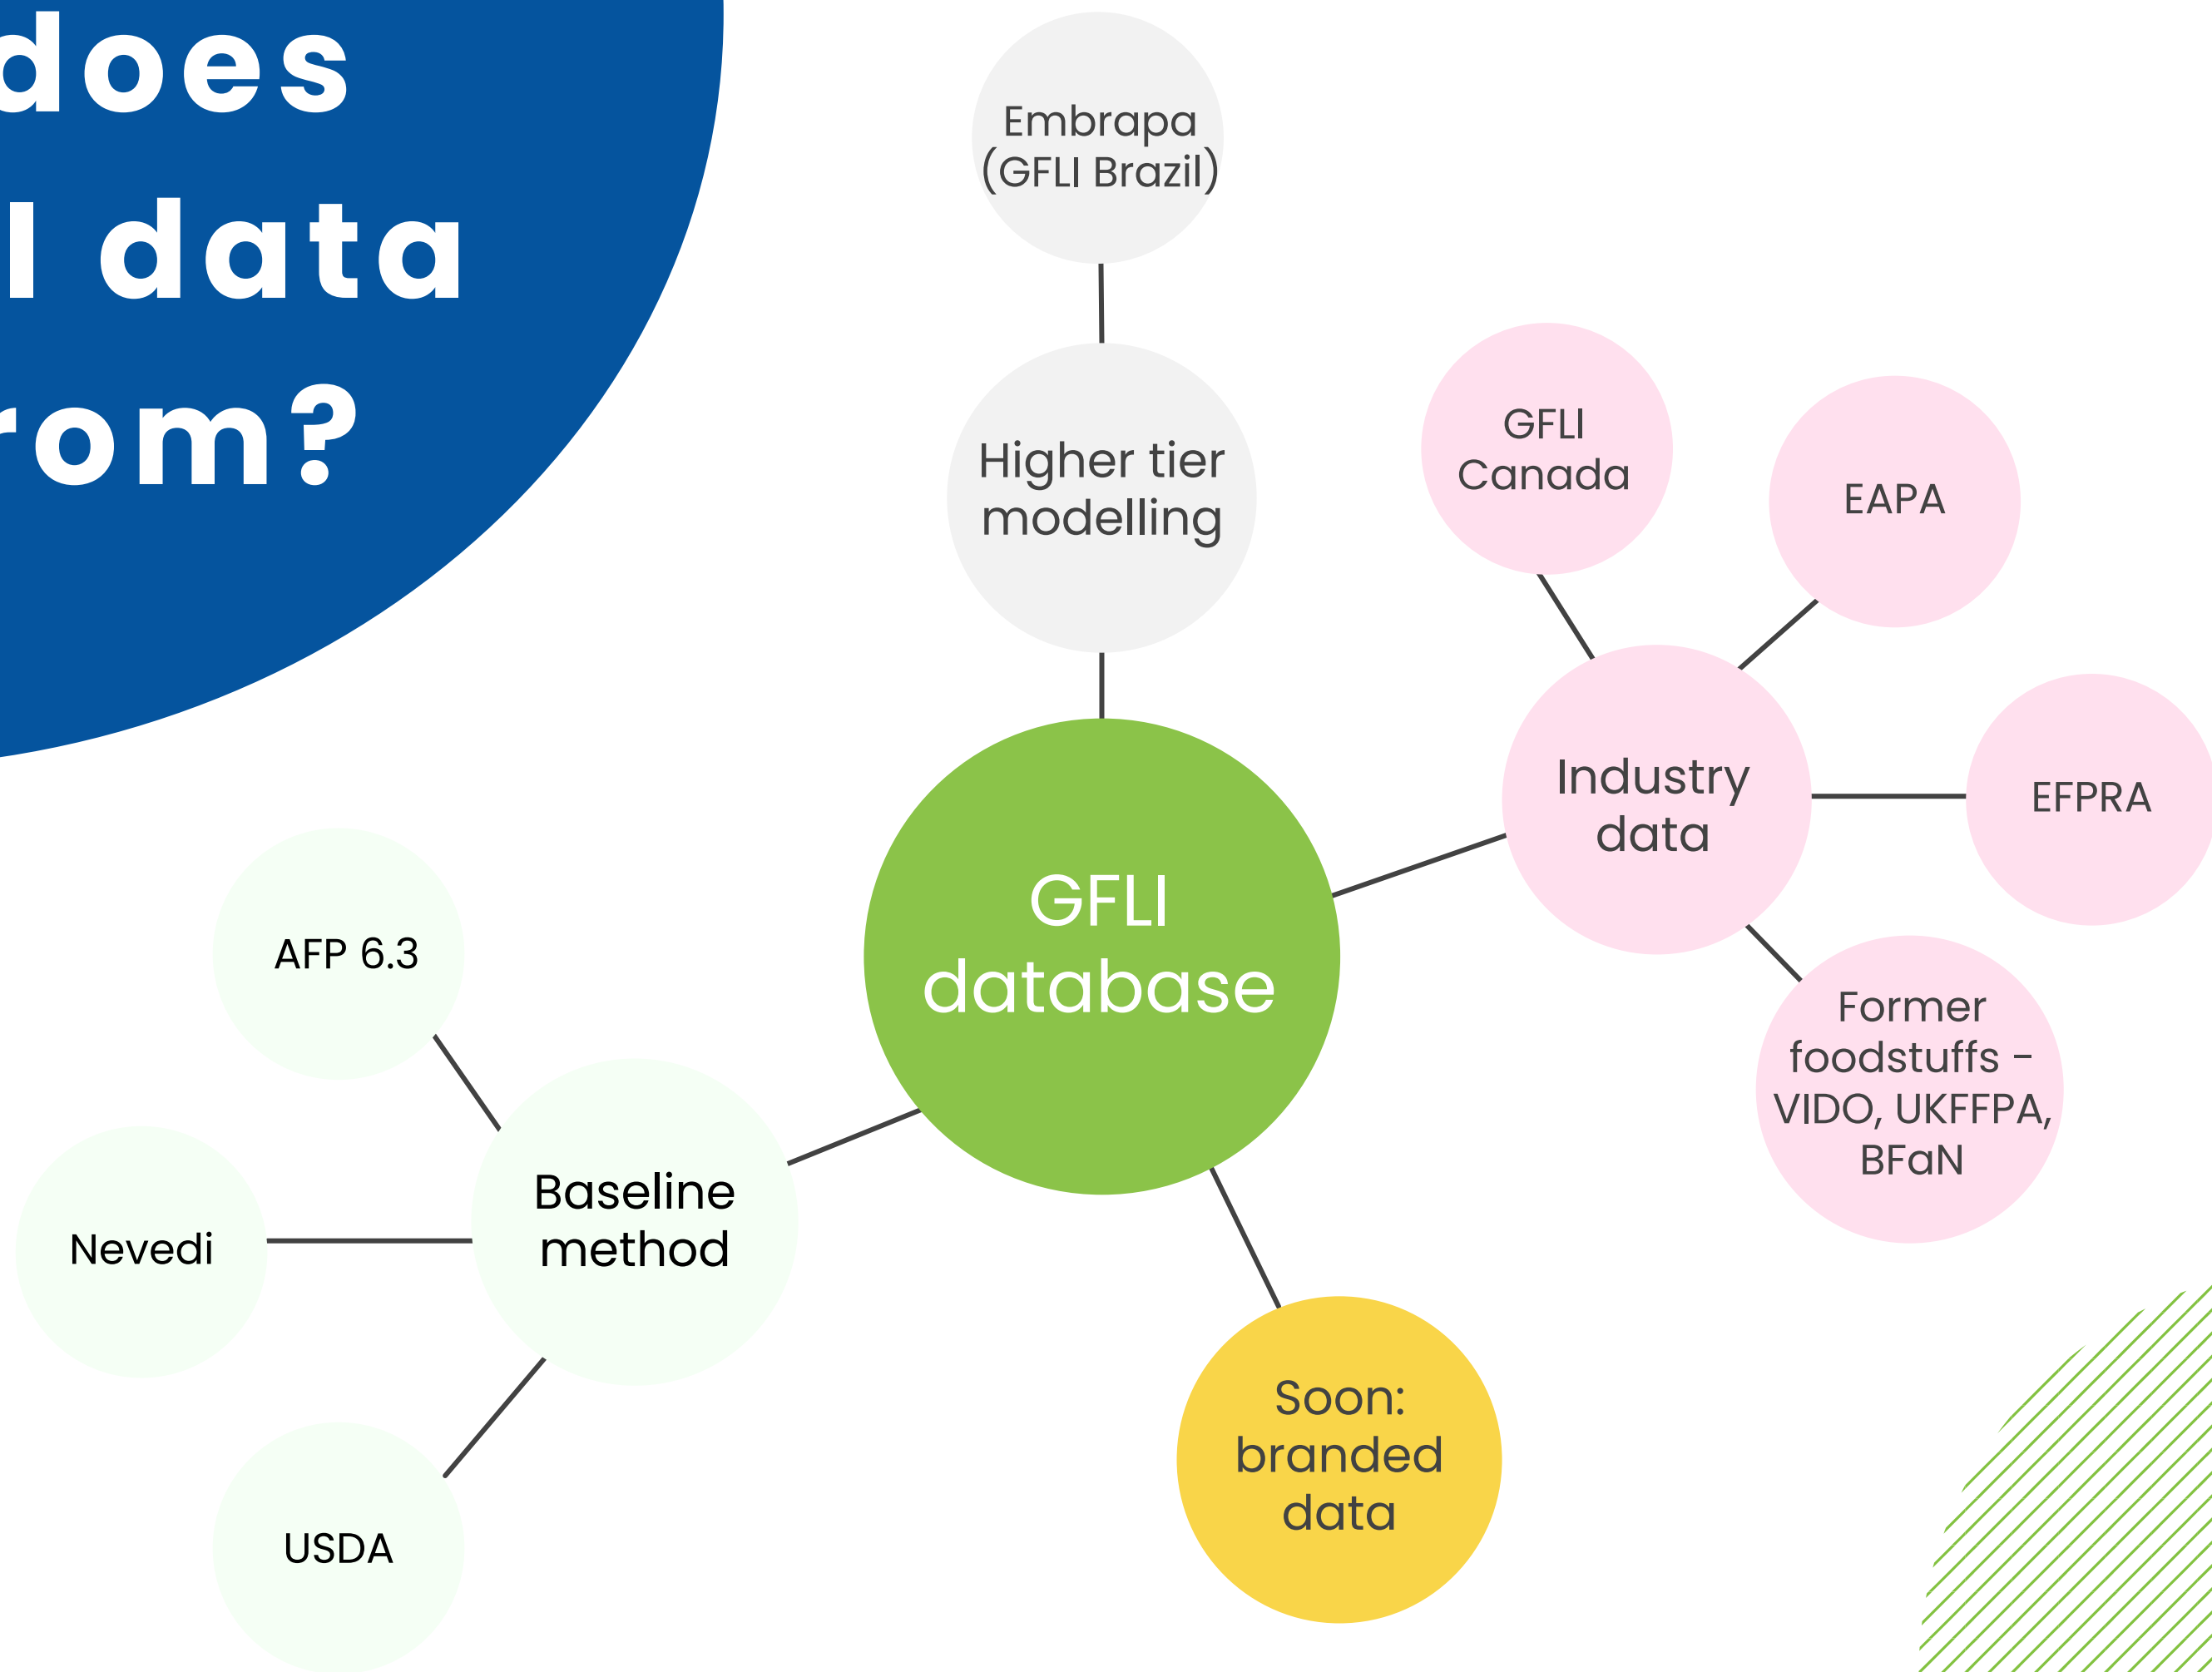 does
I data
rom?
Embrapa
(GFLI Brazil)
Higher tier
modelling
GFLI
Canada
EAPA
Industry
data
EFPRA
GFLI
database
Former
foodstuffs -
VIDO, UKFFPA,
BFaN
AFP 6.3
Baseline
method
Nevedi
USDA
Soon:
branded
data